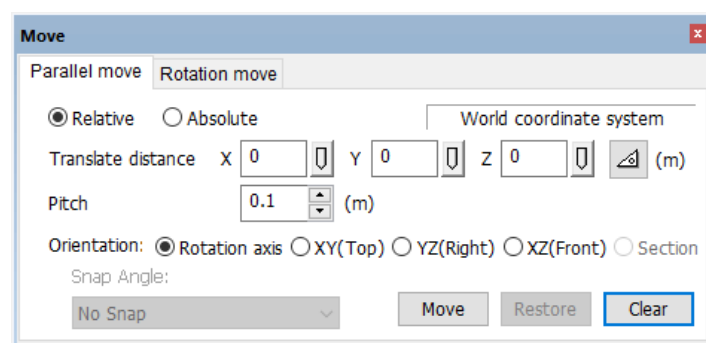 Move
Parallel move Rotation move
Relative Absolute World coordinate system
Translate distance X 0 Y 0 Z 0 (m)
Pitch 0.1 (m)
Orientation: Rotation axis XY(Top) YZ(Right) XZ(Front) Section
Snap Angle:
No Snap Move Restore Clear